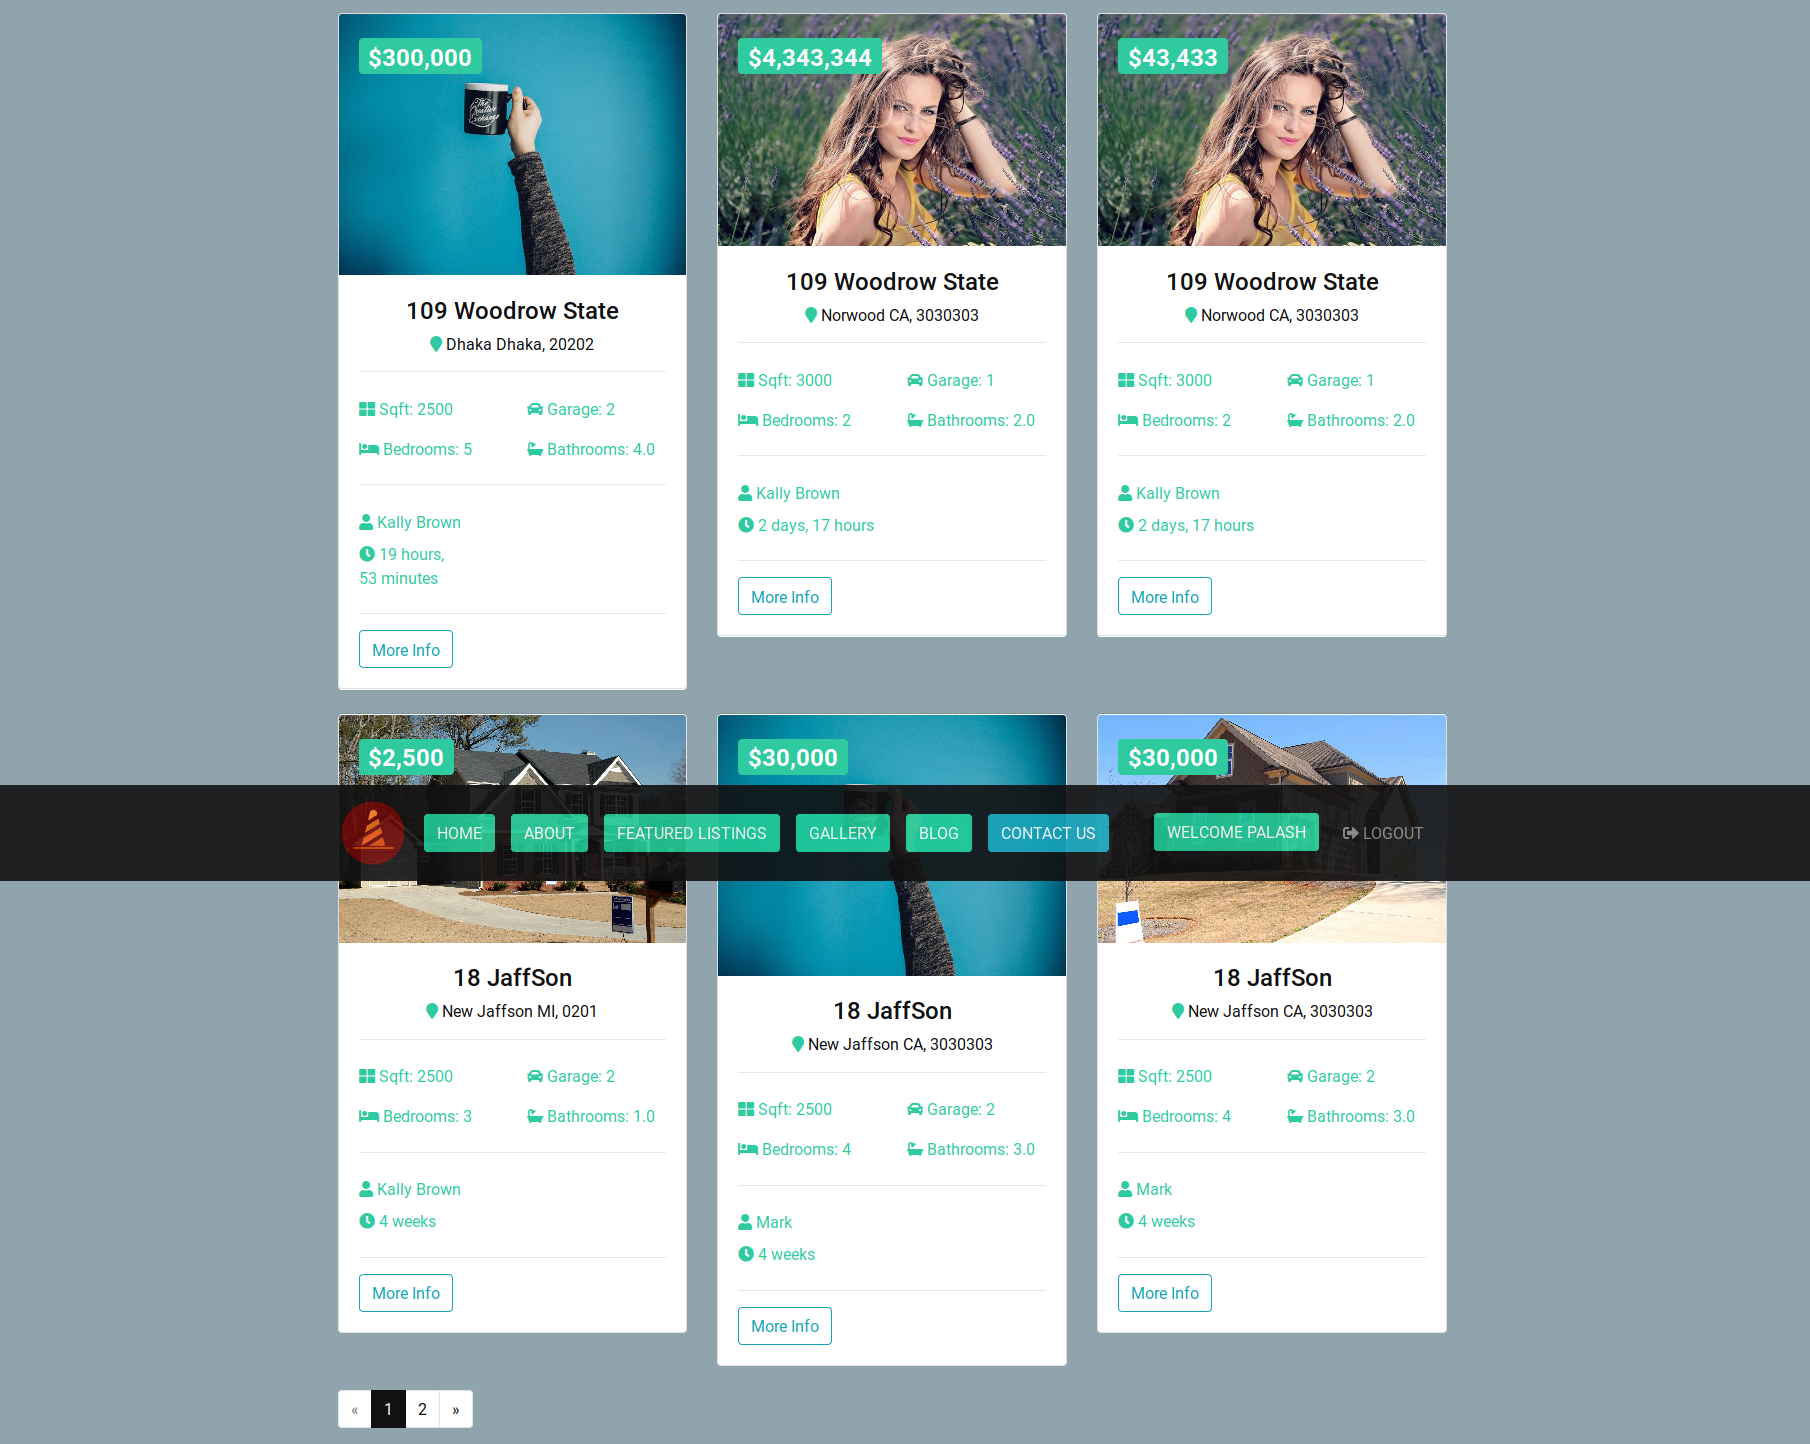 $300,000
The Creative Exchange
109 Woodrow State
Dhaka Dhaka, 20202
Sqft: 2500
Garage: 2
Bedrooms: 5
Bathrooms: 4.0
Kally Brown
19 hours,
53 minutes
More Info
$4,343,344
109 Woodrow State
Norwood CA, 3030303
Sqft: 3000
Garage: 1
Bedrooms: 2
Bathrooms: 2.0
Kally Brown
2 days, 17 hours
More Info
$43,433
109 Woodrow State
Norwood CA, 3030303
Sqft: 3000
Garage: 1
Bedrooms: 2
Bathrooms: 2.0
Kally Brown
2 days, 17 hours
More Info
HOME ABOUT FEATURED LISTINGS GALLERY BLOG CONTACT US WELCOME PALASH LOGOUT
$2,500
18 JaffSon
New Jaffson MI, 0201
Sqft: 2500
Garage: 2
Bedrooms: 3
Bathrooms: 1.0
Kally Brown
4 weeks
More Info
$30,000
18 JaffSon
New Jaffson CA, 3030303
Sqft: 2500
Garage: 2
Bedrooms: 4
Bathrooms: 3.0
Mark
4 weeks
More Info
$30,000
18 JaffSon
New Jaffson CA, 3030303
Sqft: 2500
Garage: 2
Bedrooms: 4
Bathrooms: 3.0
Mark
4 weeks
More Info
« 1 2 »